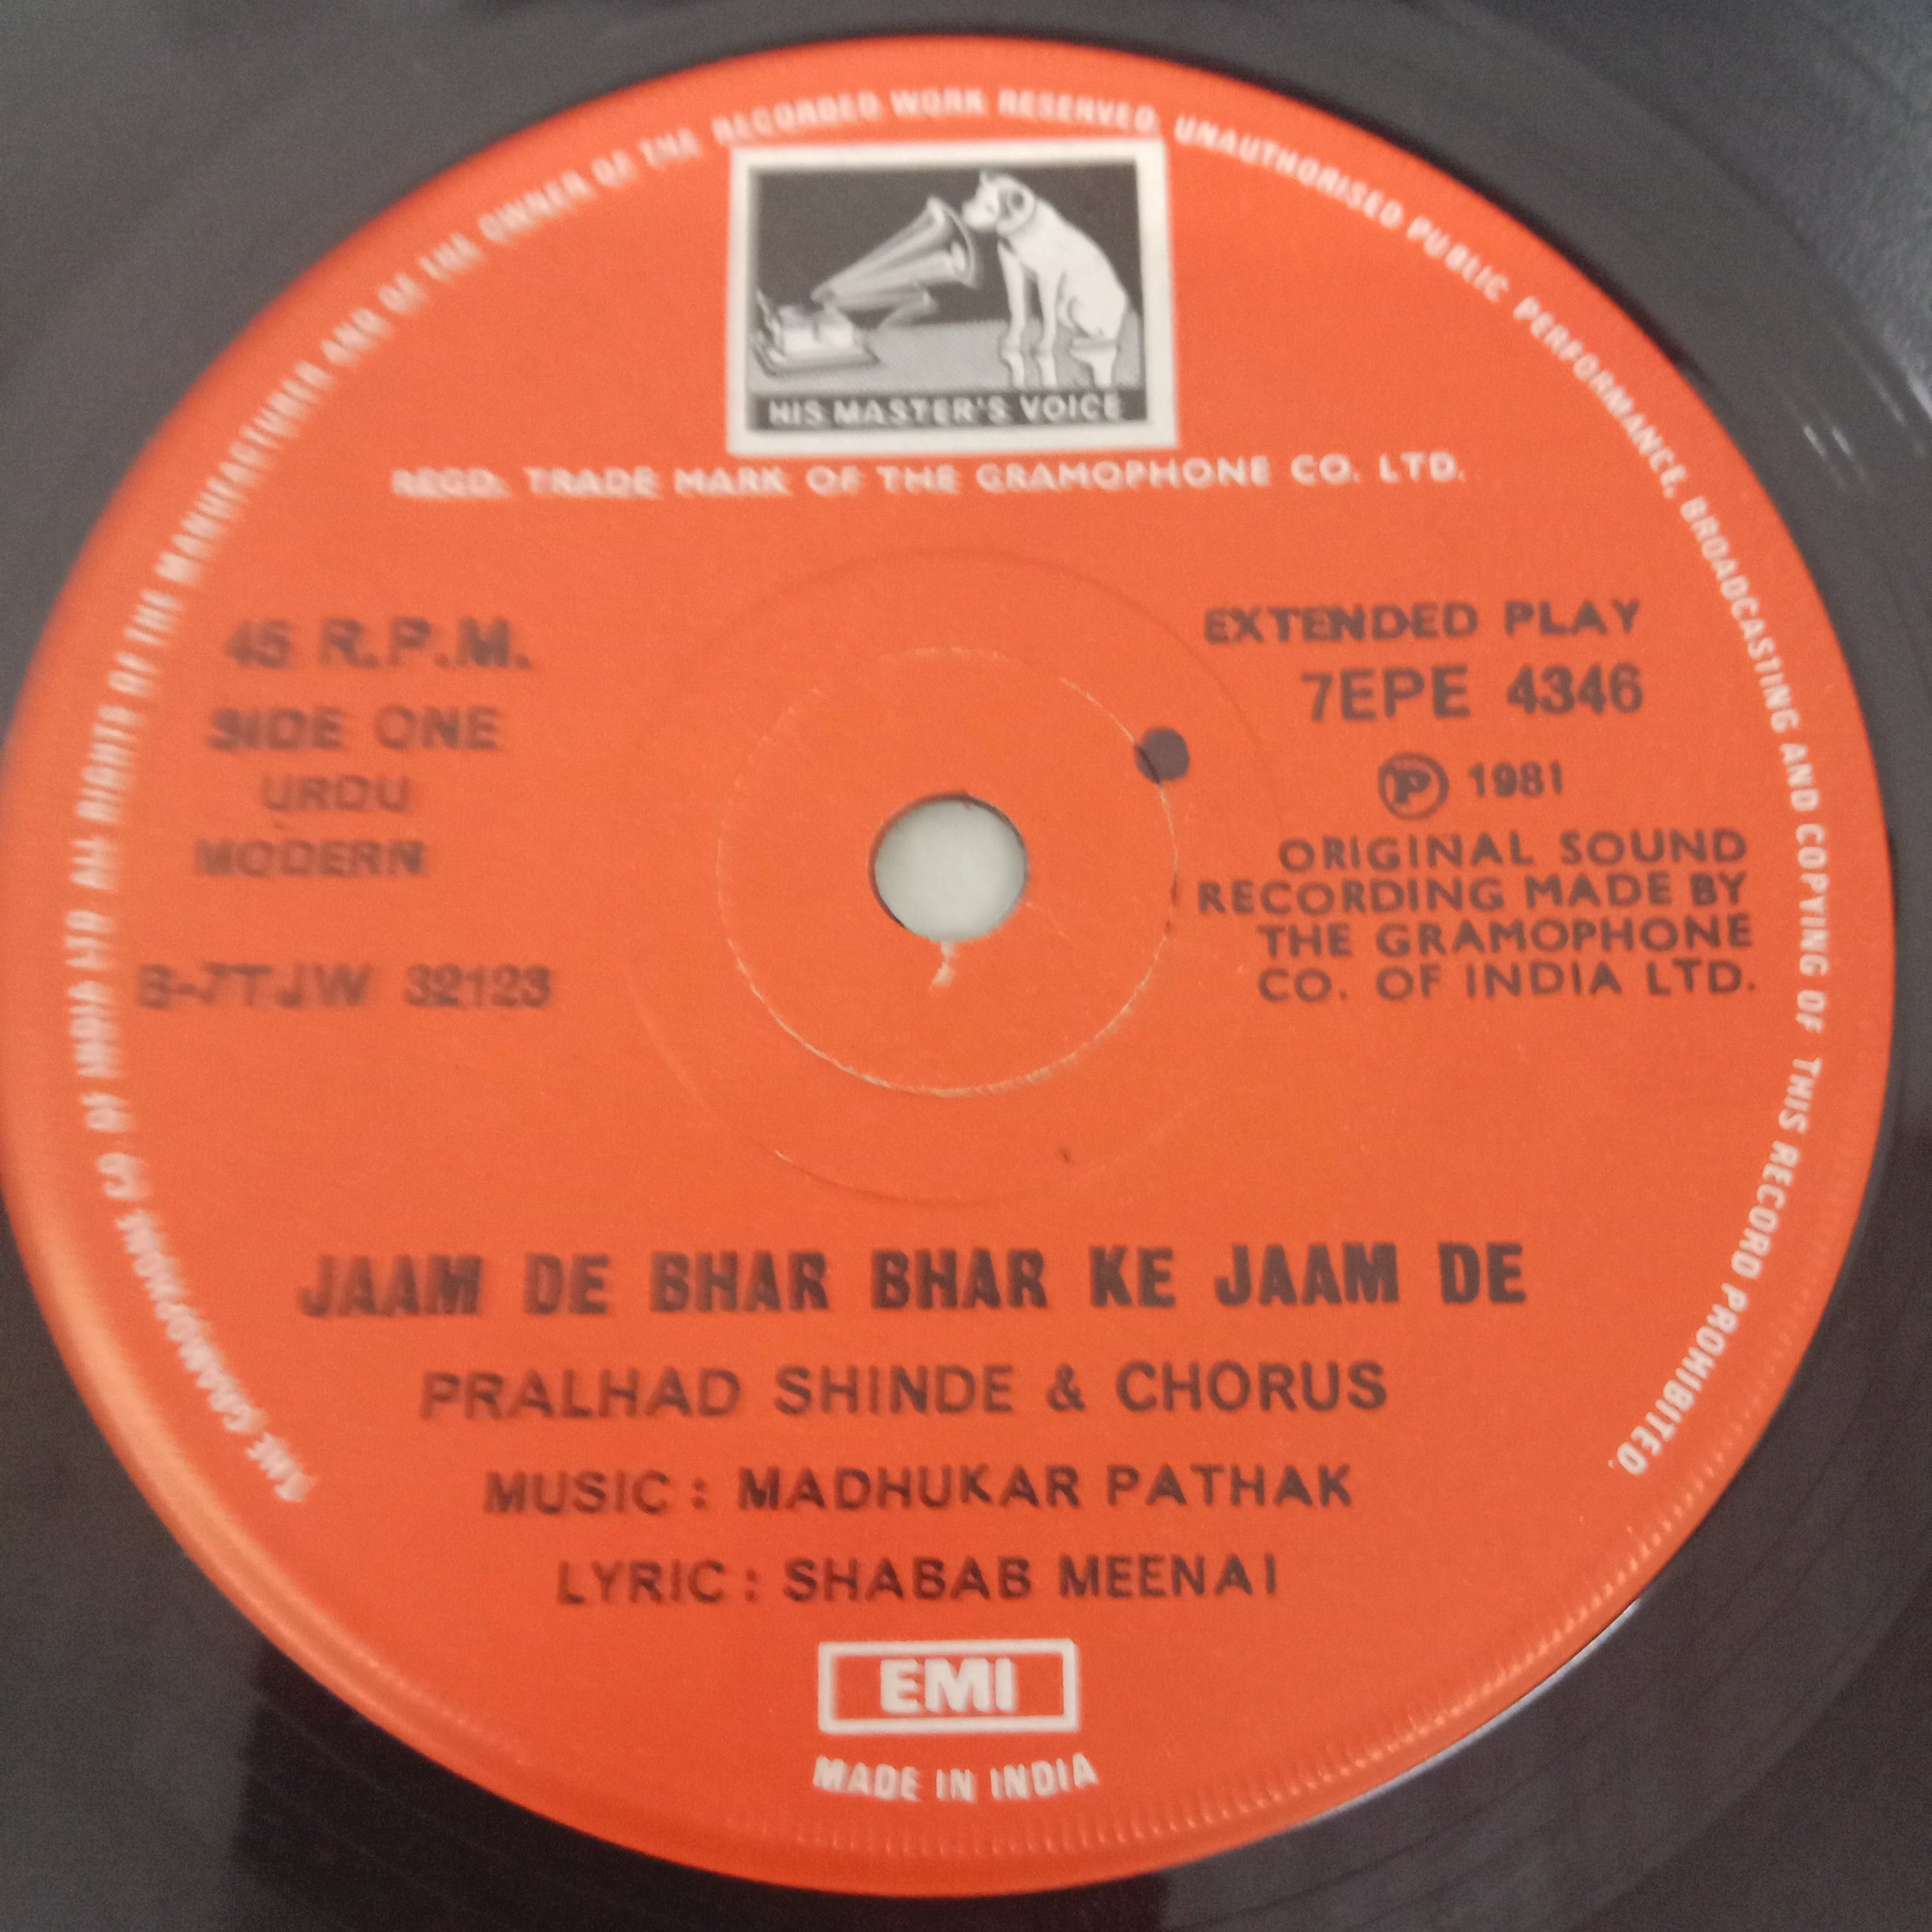 THE GRAMOPHONE CO. OF INDIA LTD. ALL RIGHTS OF THE MANUFACTURER AND OF THE OWNER OF THE RECORDED WORK RESERVED. UNAUTHORISED PUBLIC PERFORMANCE, BROADCASTING AND COPYING OF THIS RECORD PROHIBITED.
HIS MASTER'S VOICE
REGD. TRADE MARK OF THE GRAMOPHONE CO. LTD.
45 R.P.M.
SIDE ONE
URDU
MODERN
B-7TJW 32123
EXTENDED PLAY
7EPE 4346
℗ 1981
ORIGINAL SOUND
RECORDING MADE BY
THE GRAMOPHONE
CO. OF INDIA LTD.
JAAM DE BHAR BHAR KE JAAM DE
PRALHAD SHINDE & CHORUS
MUSIC : MADHUKAR PATHAK
LYRIC : SHABAB MEENAI
EMI
MADE IN INDIA